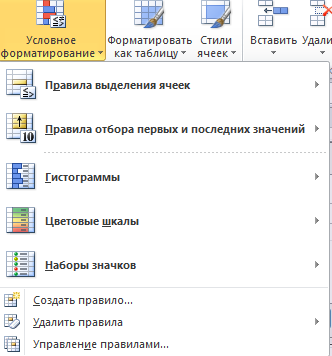 Условное форматирование
Форматировать как таблицу
Стили ячеек
Вставить
Удали
Правила выделения ячеек
Правила отбора первых и последних значений
Гистограммы
Цветовые шкалы
Наборы значков
Создать правило...
Удалить правила
Управление правилами...